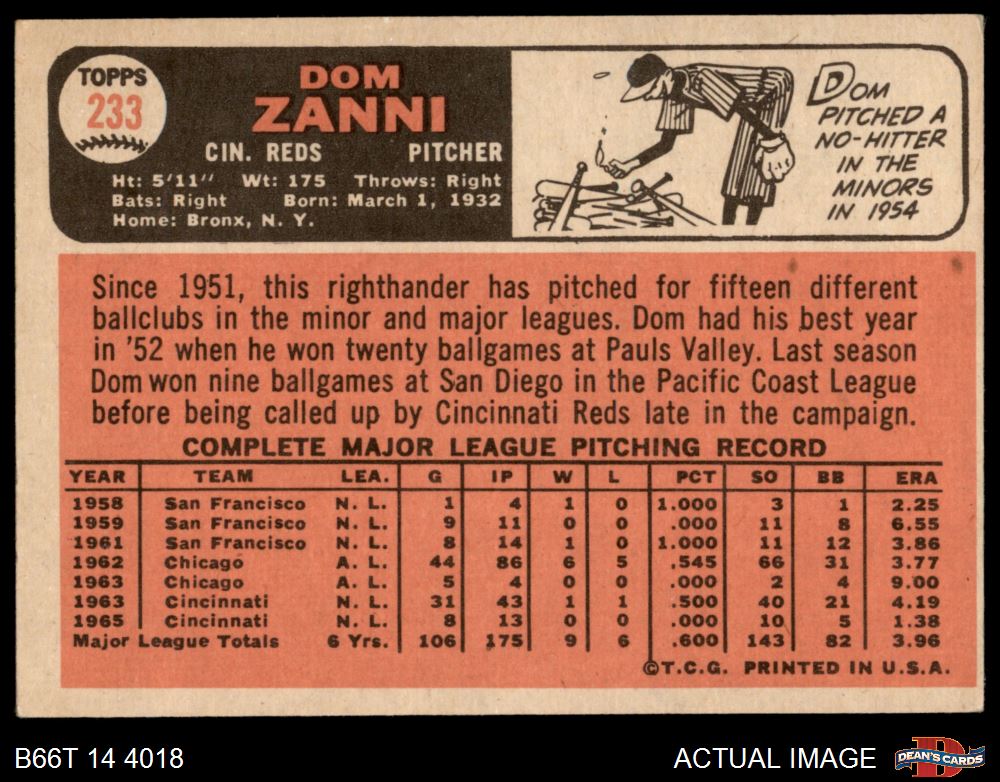 TOPPS
233
DOM
ZANNI
CIN. REDS PITCHER
Ht: 5'11" Wt: 175 Throws: Right
Bats: Right Born: March 1, 1932
Home: Bronx, N. Y.
DOM
PITCHED A
NO-HITTER
IN THE
MINORS
IN 1954
Since 1951, this righthander has pitched for fifteen different
ballclubs in the minor and major leagues. Dom had his best year
in '52 when he won twenty ballgames at Pauls Valley. Last season
Dom won nine ballgames at San Diego in the Pacific Coast League
before being called up by Cincinnati Reds late in the campaign.
COMPLETE MAJOR LEAGUE PITCHING RECORD
YEAR TEAM LEA. G IP W L PCT SO BB ERA
1958 San Francisco N. L. 1 4 1 0 1.000 3 1 2.25
1959 San Francisco N. L. 9 11 0 0 .000 11 8 6.55
1961 San Francisco N. L. 8 14 1 0 1.000 11 12 3.86
1962 Chicago A. L. 44 86 6 5 .545 66 31 3.77
1963 Chicago A. L. 5 4 0 0 .000 2 4 9.00
1963 Cincinnati N. L. 31 43 1 1 .500 40 21 4.19
1965 Cincinnati N. L. 8 13 0 0 .000 10 5 1.38
Major League Totals 6 Yrs. 106 175 9 6 .600 143 82 3.96
©T.C.G. PRINTED IN U.S.A.
B66T 14 4018 ACTUAL IMAGE
D
DEAN'S CARDS